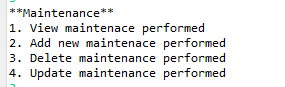 **Maintenance**
1. View maintenace performed
2. Add new maintenace performed
3. Delete maintenance performed
4. Update maintenance performed